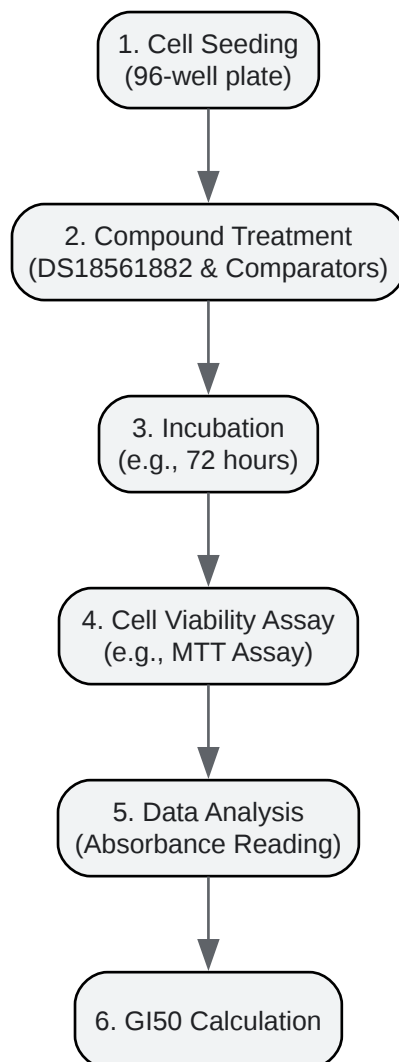 1. Cell Seeding
(96-well plate)
2. Compound Treatment
(DS18561882 & Comparators)
3. Incubation
(e.g., 72 hours)
4. Cell Viability Assay
(e.g., MTT Assay)
5. Data Analysis
(Absorbance Reading)
6. GI50 Calculation